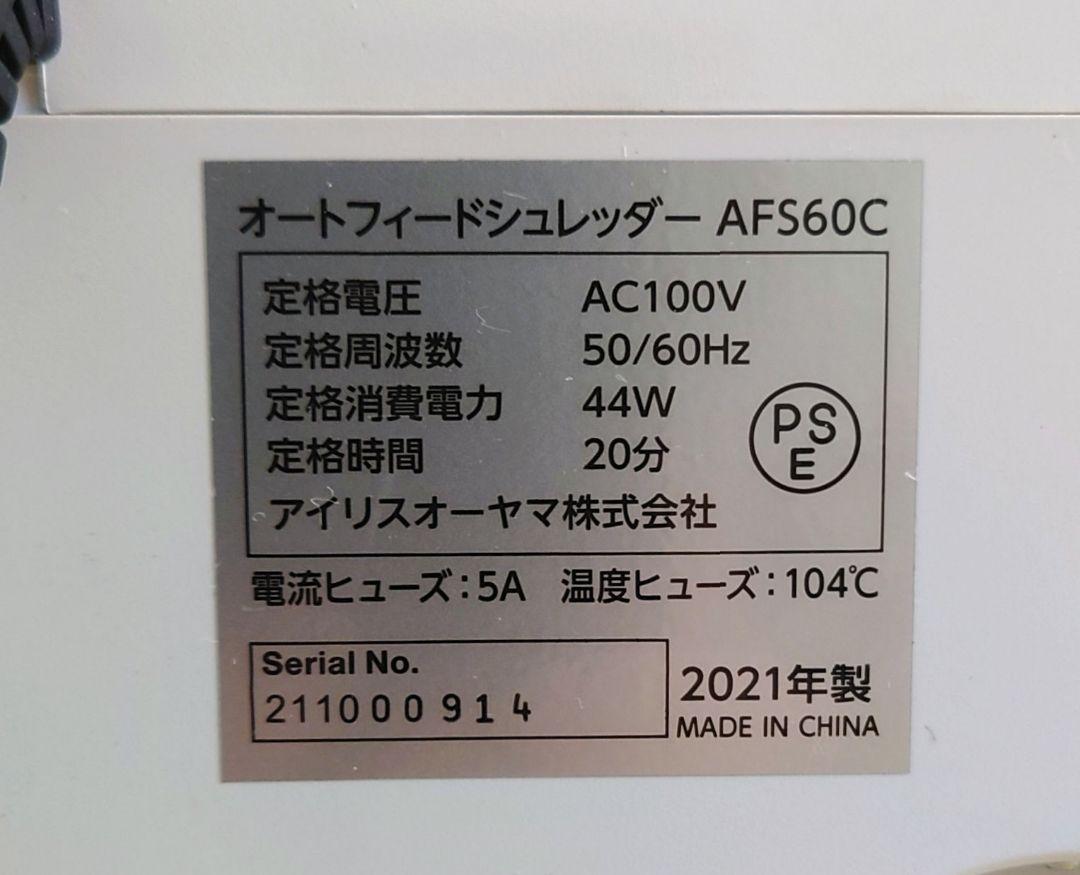 オートフィードシュレッダー AFS60C
定格電圧 AC100V
定格周波数 50/60Hz
定格消費電力 44W
定格時間 20分
PS
E
アイリスオーヤマ株式会社
電流ヒューズ:5A 温度ヒューズ:104℃
Serial No.
211000914
2021年製
MADE IN CHINA